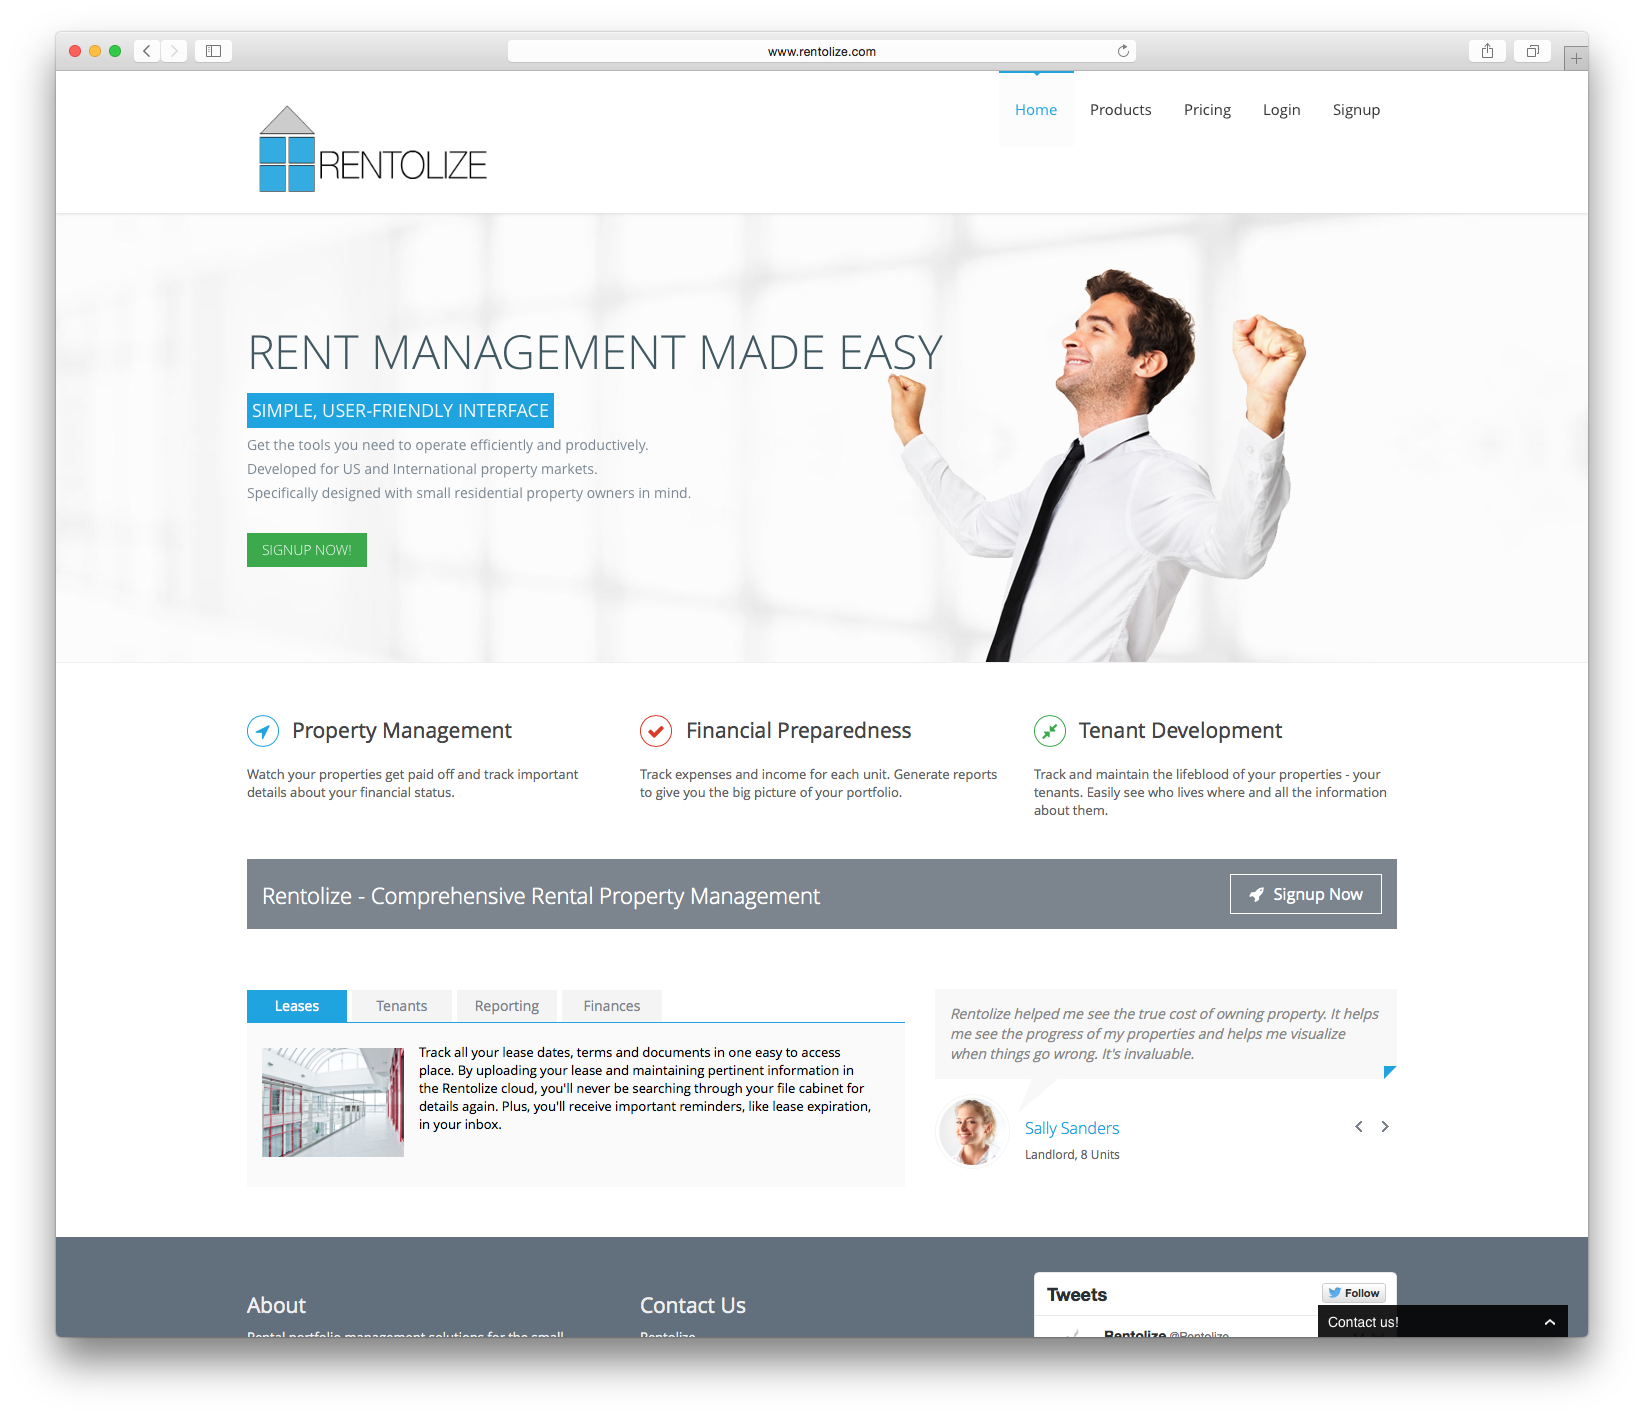 www.rentolize.com
Home Products Pricing Login Signup
RENTOLIZE
RENT MANAGEMENT MADE EASY
SIMPLE, USER-FRIENDLY INTERFACE
Get the tools you need to operate efficiently and productively.
Developed for US and International property markets.
Specifically designed with small residential property owners in mind.
SIGNUP NOW!
Property Management
Watch your properties get paid off and track important
details about your financial status.
Financial Preparedness
Track expenses and income for each unit. Generate reports
to give you the big picture of your portfolio.
Tenant Development
Track and maintain the lifeblood of your properties - your
tenants. Easily see who lives where and all the information
about them.
Rentolize - Comprehensive Rental Property Management
Signup Now
Leases Tenants Reporting Finances
Track all your lease dates, terms and documents in one easy to access
place. By uploading your lease and maintaining pertinent information in
the Rentolize cloud, you'll never be searching through your file cabinet for
details again. Plus, you'll receive important reminders, like lease expiration,
in your inbox.
Rentolize helped me see the true cost of owning property. It helps
me see the progress of my properties and helps me visualize
when things go wrong. It's invaluable.
Sally Sanders
Landlord, 8 Units
About
Rental portfolio management solutions for the small
Contact Us
Rentolize
Tweets
Follow
Rentolize @Rentolize
Contact us!